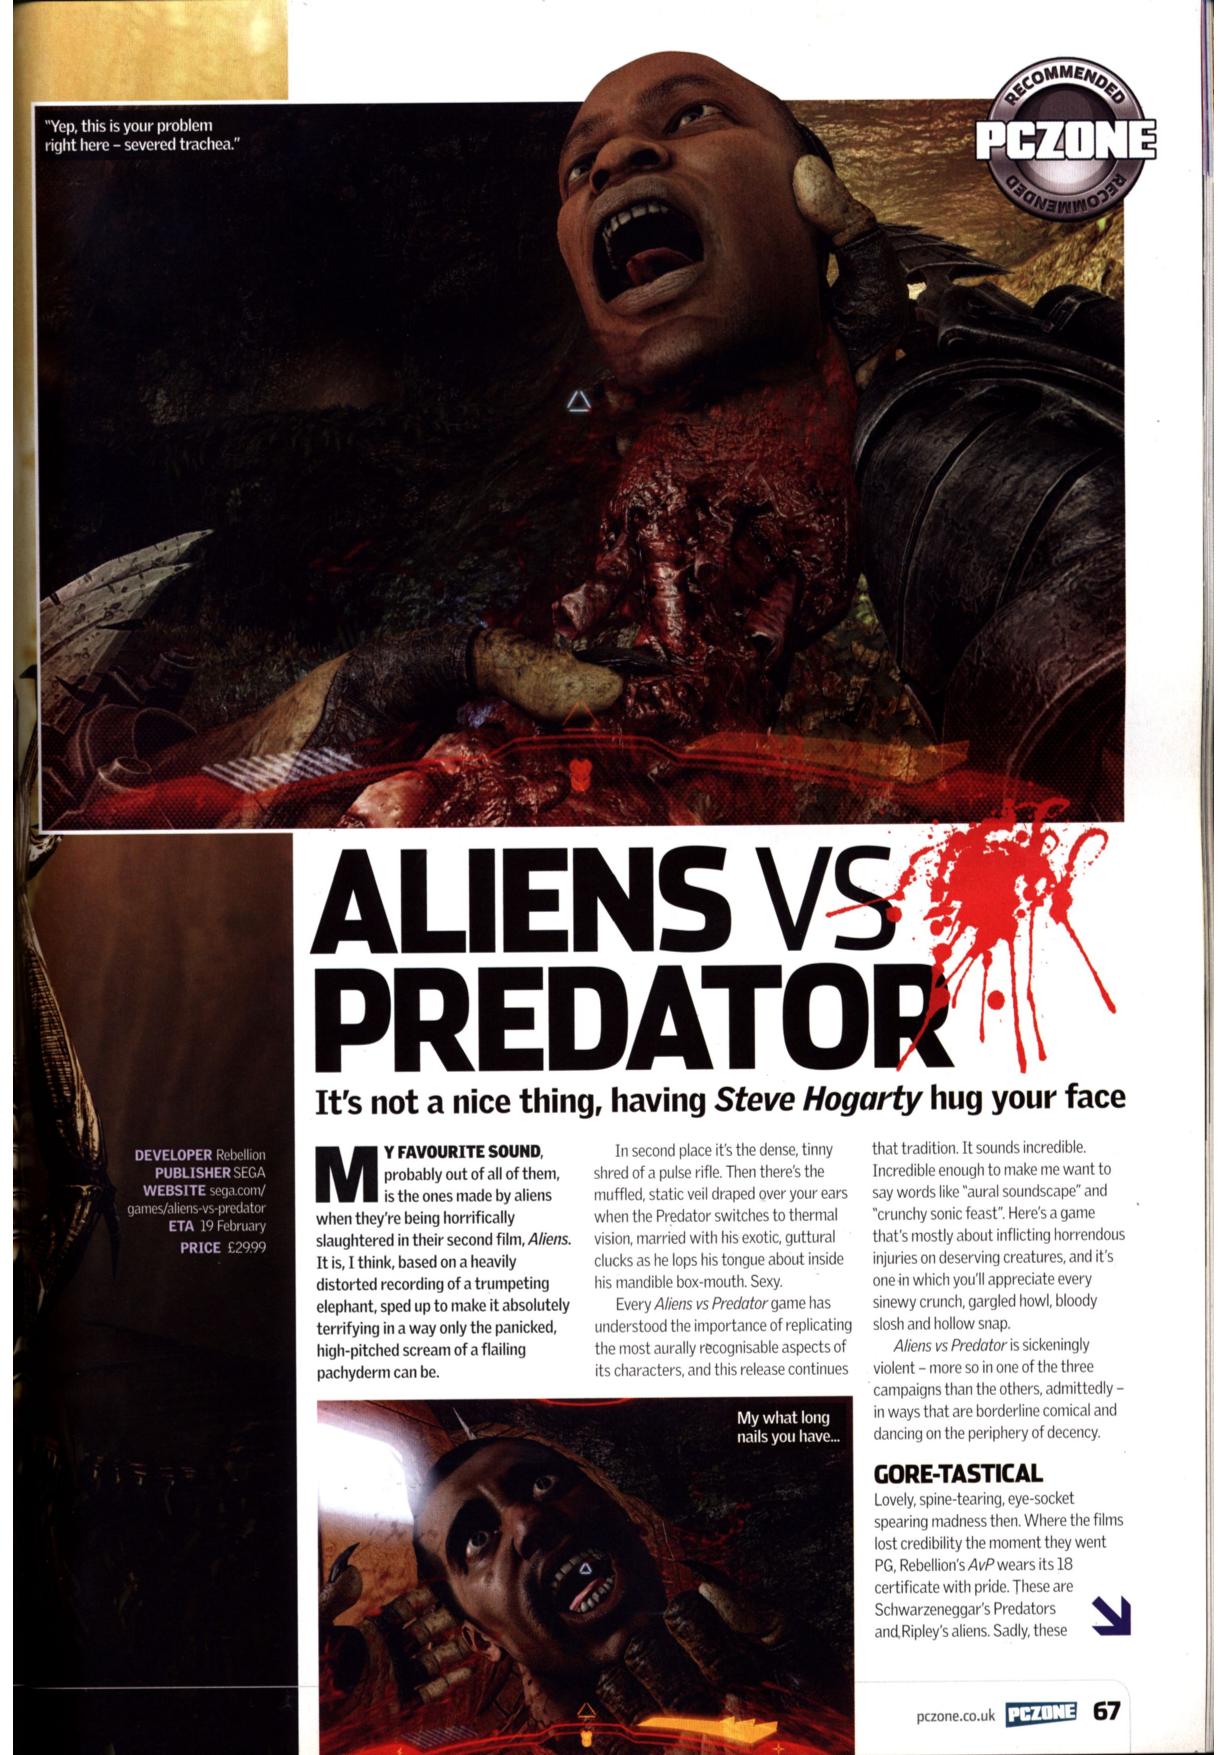 "Yep, this is your problem
right here – severed trachea."
RECOMMENDED
PCZONE
RECOMMENDED
ALIENS VS
PREDATOR
It's not a nice thing, having Steve Hogarty hug your face
DEVELOPER Rebellion
PUBLISHER SEGA
WEBSITE sega.com/
games/aliens-vs-predator
ETA 19 February
PRICE £29.99
MY FAVOURITE SOUND,
probably out of all of them,
is the ones made by aliens
when they're being horrifically
slaughtered in their second film, Aliens.
It is, I think, based on a heavily
distorted recording of a trumpeting
elephant, sped up to make it absolutely
terrifying in a way only the panicked,
high-pitched scream of a flailing
pachyderm can be.
In second place it's the dense, tinny
shred of a pulse rifle. Then there's the
muffled, static veil draped over your ears
when the Predator switches to thermal
vision, married with his exotic, guttural
clucks as he lops his tongue about inside
his mandible box-mouth. Sexy.
Every Aliens vs Predator game has
understood the importance of replicating
the most aurally recognisable aspects of
its characters, and this release continues
that tradition. It sounds incredible.
Incredible enough to make me want to
say words like "aural soundscape" and
"crunchy sonic feast". Here's a game
that's mostly about inflicting horrendous
injuries on deserving creatures, and it's
one in which you'll appreciate every
sinewy crunch, gargled howl, bloody
slosh and hollow snap.
Aliens vs Predator is sickeningly
violent – more so in one of the three
campaigns than the others, admittedly –
in ways that are borderline comical and
dancing on the periphery of decency.
GORE-TASTICAL
Lovely, spine-tearing, eye-socket
spearing madness then. Where the films
lost credibility the moment they went
PG, Rebellion's AvP wears its 18
certificate with pride. These are
Schwarzeneggar's Predators
and Ripley's aliens. Sadly, these
My what long
nails you have...
pczone.co.uk PCZONE 67